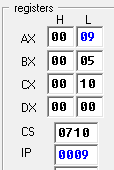 registers
H L
AX 00 09
BX 00 05
CX 00 10
DX 00 00
CS 0710
IP 0009